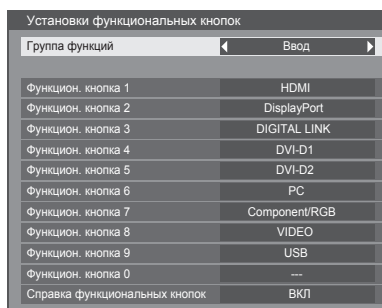 Установки функциональных кнопок
Группа функций Ввод
Функцион. кнопка 1 HDMI
Функцион. кнопка 2 DisplayPort
Функцион. кнопка 3 DIGITAL LINK
Функцион. кнопка 4 DVI-D1
Функцион. кнопка 5 DVI-D2
Функцион. кнопка 6 PC
Функцион. кнопка 7 Component/RGB
Функцион. кнопка 8 VIDEO
Функцион. кнопка 9 USB
Функцион. кнопка 0 ---
Справка функциональных кнопок ВКЛ